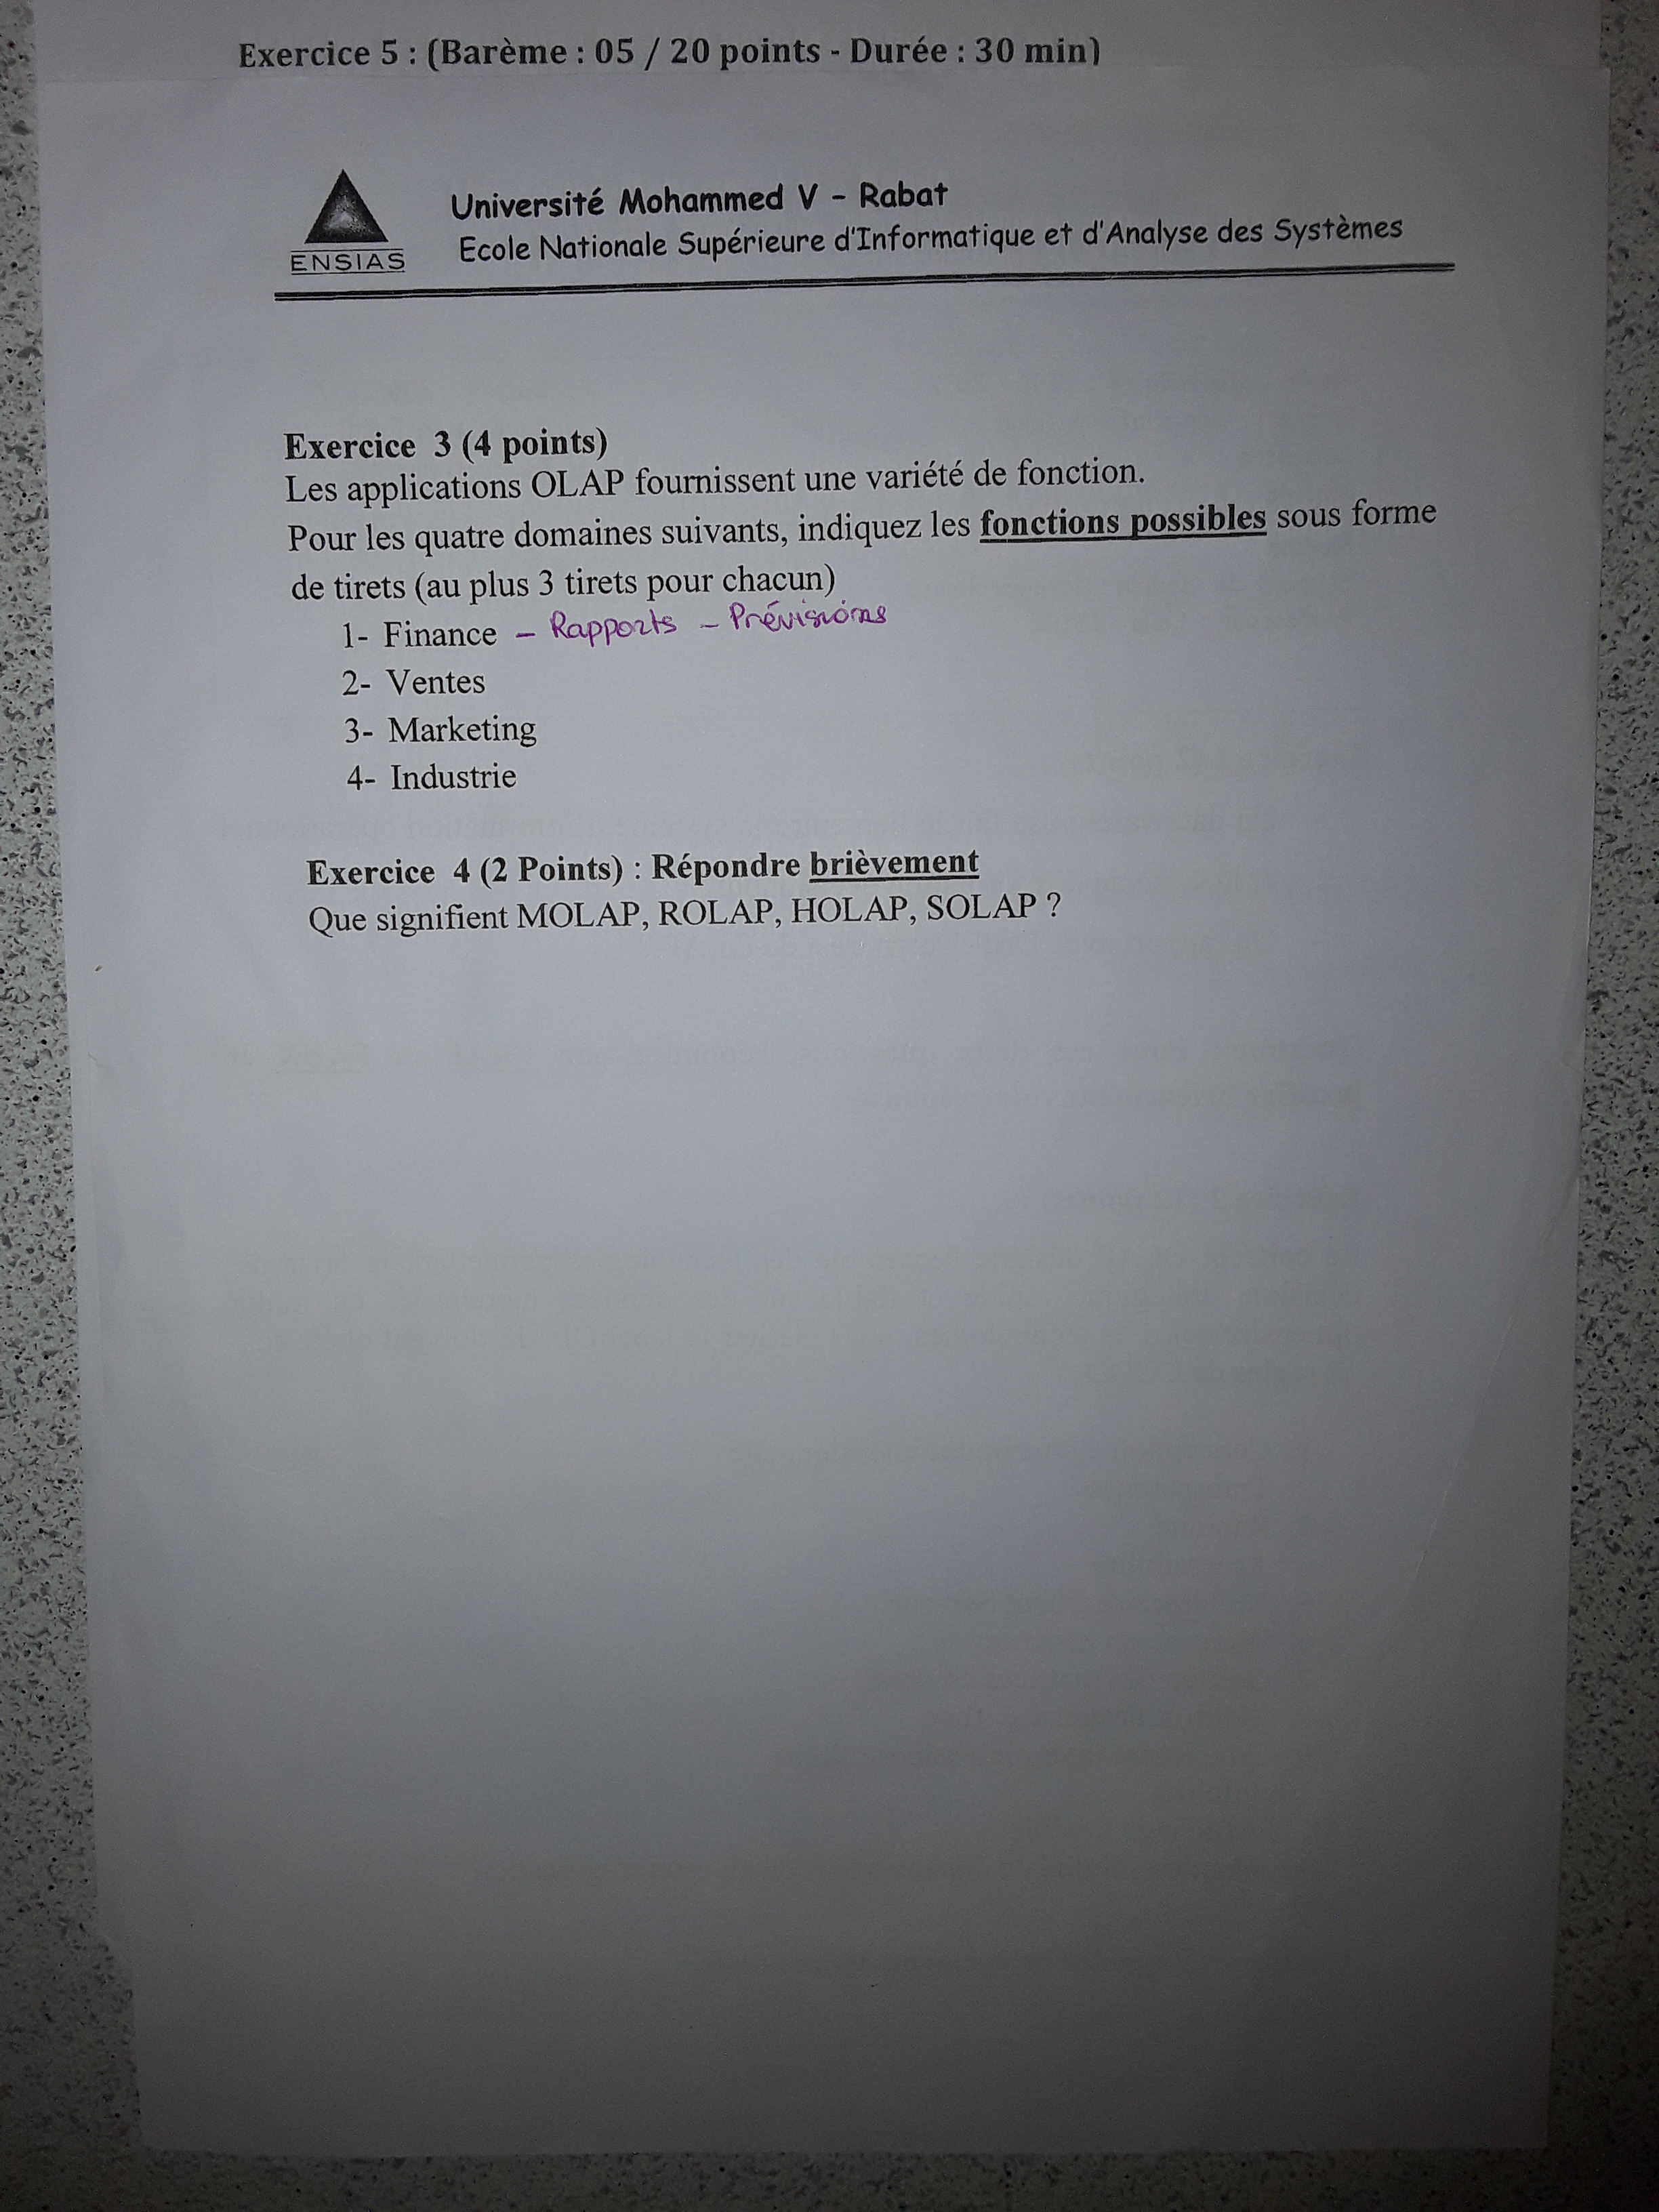 Exercice 5 : (Barème : 05 / 20 points - Durée : 30 min)
ENSIAS
Université Mohammed V - Rabat
Ecole Nationale Supérieure d'Informatique et d'Analyse des Systèmes
Exercice 3 (4 points)
Les applications OLAP fournissent une variété de fonction.
Pour les quatre domaines suivants, indiquez les fonctions possibles sous forme
de tirets (au plus 3 tirets pour chacun)
1- Finance - Rapports - Prévisions
2- Ventes
3- Marketing
4- Industrie
Exercice 4 (2 Points) : Répondre brièvement
Que signifient MOLAP, ROLAP, HOLAP, SOLAP ?